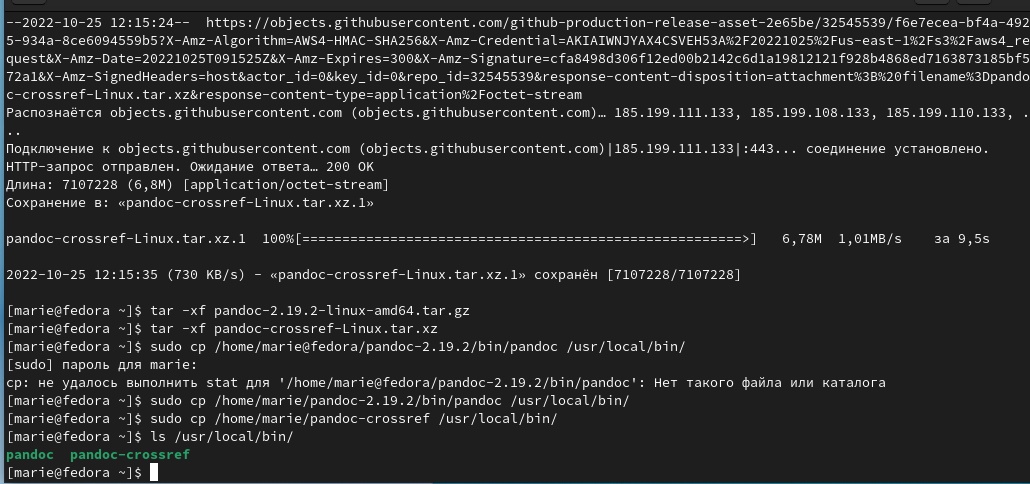 --2022-10-25 12:15:24--  https://objects.githubusercontent.com/github-production-release-asset-2e65be/32545539/f6e7ecea-bf4a-492
5-934a-8ce6094559b5?X-Amz-Algorithm=AWS4-HMAC-SHA256&X-Amz-Credential=AKIAIWNJYAX4CSVEH53A%2F20221025%2Fus-east-1%2Fs3%2Faws4_re
quest&X-Amz-Date=20221025T091525Z&X-Amz-Expires=300&X-Amz-Signature=cfa8498d306f12ed00b2142c6d1a19812121f928b4868ed7163873185bf5
72a1&X-Amz-SignedHeaders=host&actor_id=0&key_id=0&repo_id=32545539&response-content-disposition=attachment%3B%20filename%3Dpando
c-crossref-Linux.tar.xz&response-content-type=application%2Foctet-stream
Распознаётся objects.githubusercontent.com (objects.githubusercontent.com)… 185.199.111.133, 185.199.108.133, 185.199.110.133, .
..
Подключение к objects.githubusercontent.com (objects.githubusercontent.com)|185.199.111.133|:443... соединение установлено.
HTTP-запрос отправлен. Ожидание ответа… 200 OK
Длина: 7107228 (6,8M) [application/octet-stream]
Сохранение в: «pandoc-crossref-Linux.tar.xz.1»
pandoc-crossref-Linux.tar.xz.1  100%[=======================================================>]   6,78M  1,01MB/s    за 9,5s
2022-10-25 12:15:35 (730 KB/s) - «pandoc-crossref-Linux.tar.xz.1» сохранён [7107228/7107228]
[marie@fedora ~]$ tar -xf pandoc-2.19.2-linux-amd64.tar.gz
[marie@fedora ~]$ tar -xf pandoc-crossref-Linux.tar.xz
[marie@fedora ~]$ sudo cp /home/marie@fedora/pandoc-2.19.2/bin/pandoc /usr/local/bin/
[sudo] пароль для marie:
cp: не удалось выполнить stat для '/home/marie@fedora/pandoc-2.19.2/bin/pandoc': Нет такого файла или каталога
[marie@fedora ~]$ sudo cp /home/marie/pandoc-2.19.2/bin/pandoc /usr/local/bin/
[marie@fedora ~]$ sudo cp /home/marie/pandoc-crossref /usr/local/bin/
[marie@fedora ~]$ ls /usr/local/bin/
pandoc  pandoc-crossref
[marie@fedora ~]$